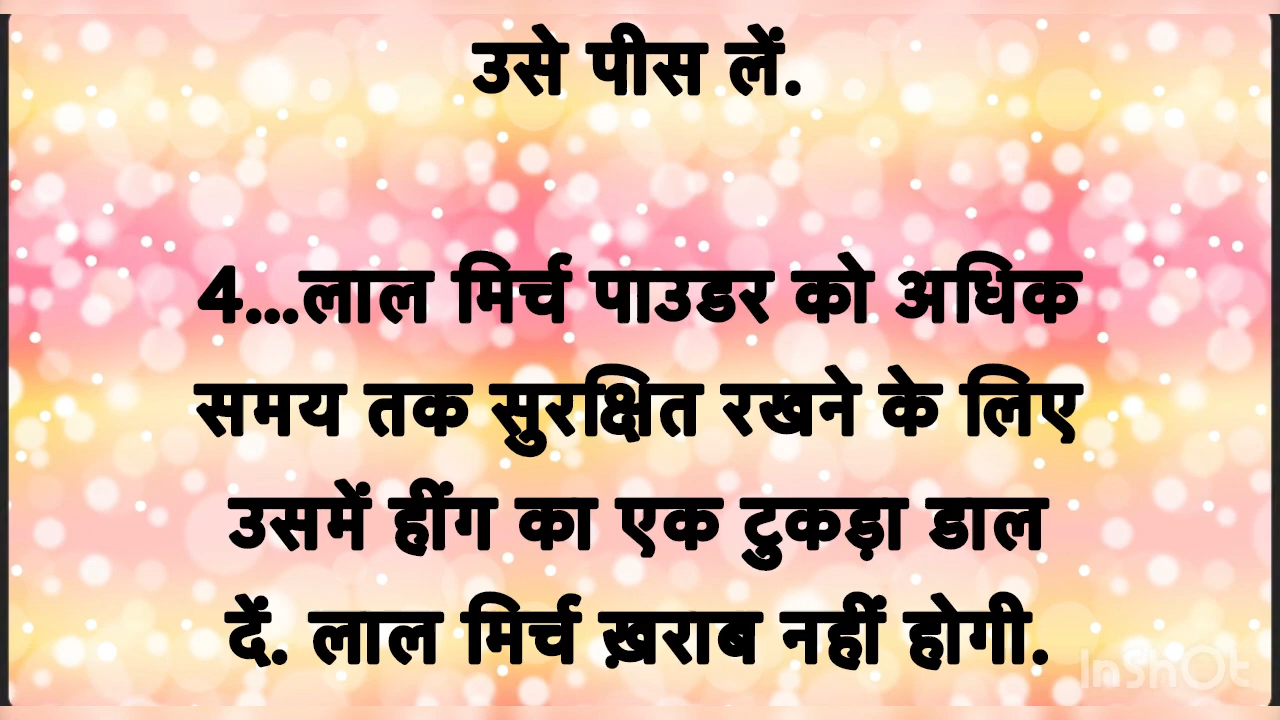 उसे पीस लें.
4...लाल मिर्च पाउडर को अधिक
समय तक सुरक्षित रखने के लिए
उसमें हींग का एक टुकड़ा डाल
दें. लाल मिर्च ख़राब नहीं होगी.
InShOt